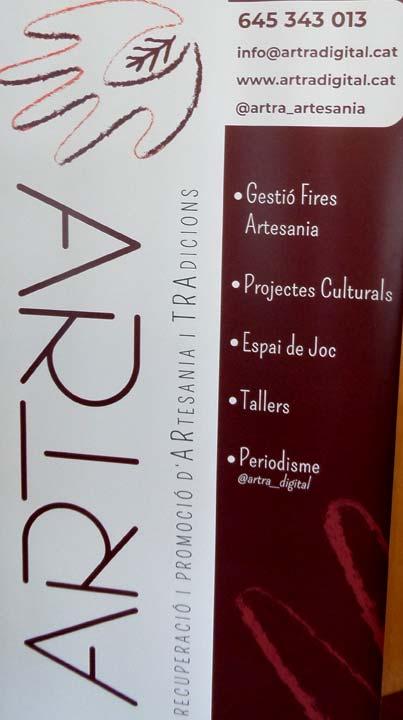 645 343 013
info@artradigital.cat
www.artradigital.cat
@artra_artesania
ARTRA
RECUPERACIÓ I PROMOCIÓ D'ARTESANIA I TRADICIONS
• Gestió Fires
Artesania
• Projectes Culturals
• Espai de Joc
• Tallers
• Periodisme
@artra_digital